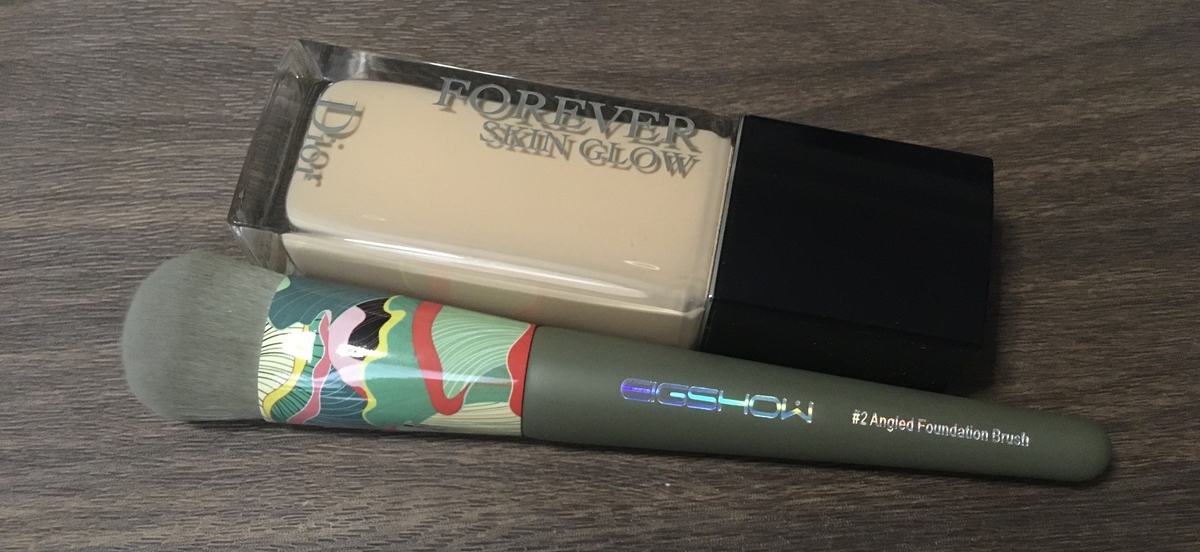 Dior
FOREVER
SKIN GLOW
EIGSHOW
#2 Angled Foundation Brush